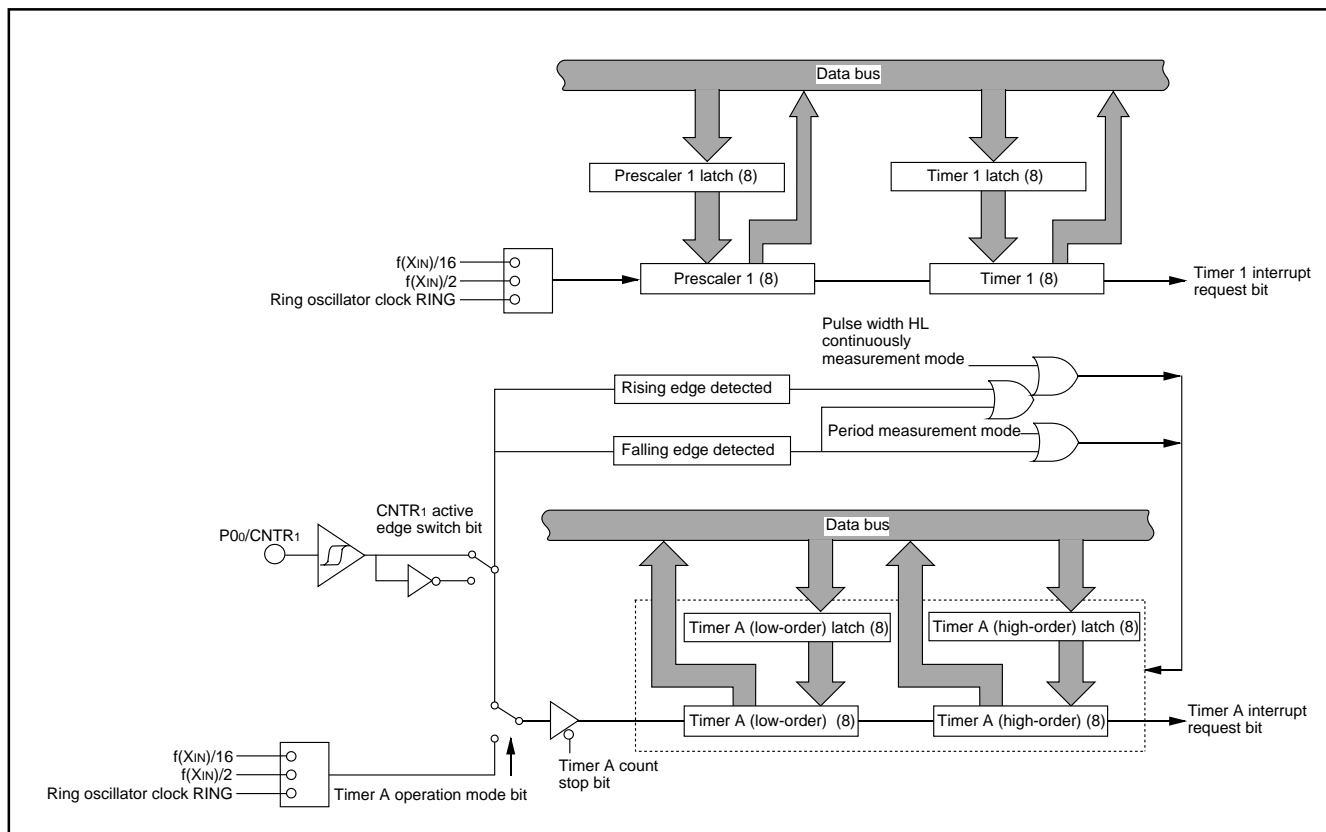 Data bus
Prescaler 1 latch (8)
Timer 1 latch (8)
f(XIN)/16
f(XIN)/2
Ring oscillator clock RING
Prescaler 1 (8)
Timer 1 (8)
Timer 1 interrupt
request bit
Pulse width HL
continuously
measurement mode
Rising edge detected
Period measurement mode
Falling edge detected
CNTR1 active
edge switch bit
P00/CNTR1
Data bus
Timer A (low-order) latch (8)
Timer A (high-order) latch (8)
Timer A (low-order) (8)
Timer A (high-order) (8)
Timer A interrupt
request bit
f(XIN)/16
f(XIN)/2
Ring oscillator clock RING
Timer A operation mode bit
Timer A count
stop bit